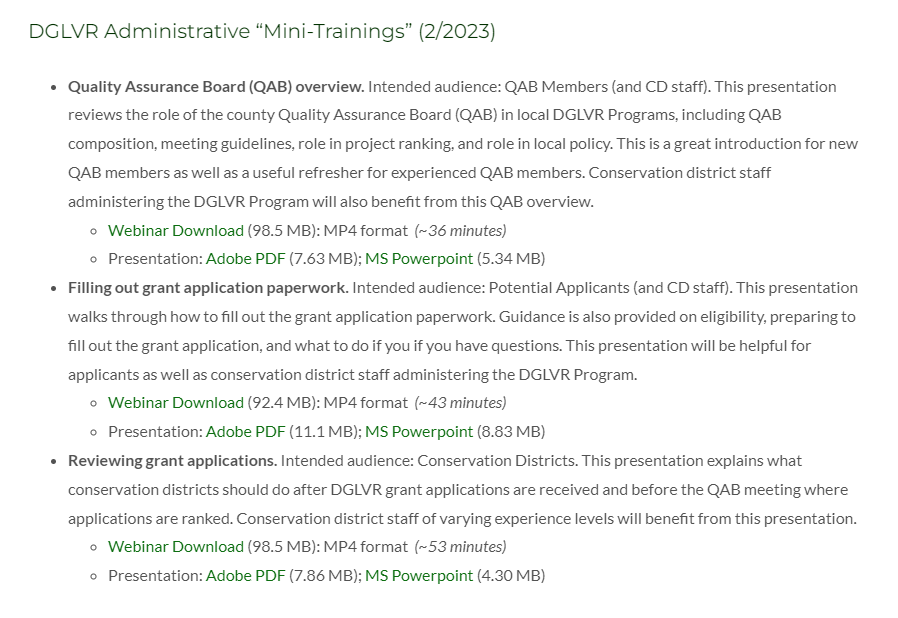 DGLVR Administrative “Mini-Trainings” (2/2023)
• Quality Assurance Board (QAB) overview. Intended audience: QAB Members (and CD staff). This presentation
reviews the role of the county Quality Assurance Board (QAB) in local DGLVR Programs, including QAB
composition, meeting guidelines, role in project ranking, and role in local policy. This is a great introduction for new
QAB members as well as a useful refresher for experienced QAB members. Conservation district staff
administering the DGLVR Program will also benefit from this QAB overview.
◦ Webinar Download (98.5 MB): MP4 format (~36 minutes)
◦ Presentation: Adobe PDF (7.63 MB); MS Powerpoint (5.34 MB)
• Filling out grant application paperwork. Intended audience: Potential Applicants (and CD staff). This presentation
walks through how to fill out the grant application paperwork. Guidance is also provided on eligibility, preparing to
fill out the grant application, and what to do if you if you have questions. This presentation will be helpful for
applicants as well as conservation district staff administering the DGLVR Program.
◦ Webinar Download (92.4 MB): MP4 format (~43 minutes)
◦ Presentation: Adobe PDF (11.1 MB); MS Powerpoint (8.83 MB)
• Reviewing grant applications. Intended audience: Conservation Districts. This presentation explains what
conservation districts should do after DGLVR grant applications are received and before the QAB meeting where
applications are ranked. Conservation district staff of varying experience levels will benefit from this presentation.
◦ Webinar Download (98.5 MB): MP4 format (~53 minutes)
◦ Presentation: Adobe PDF (7.86 MB); MS Powerpoint (4.30 MB)